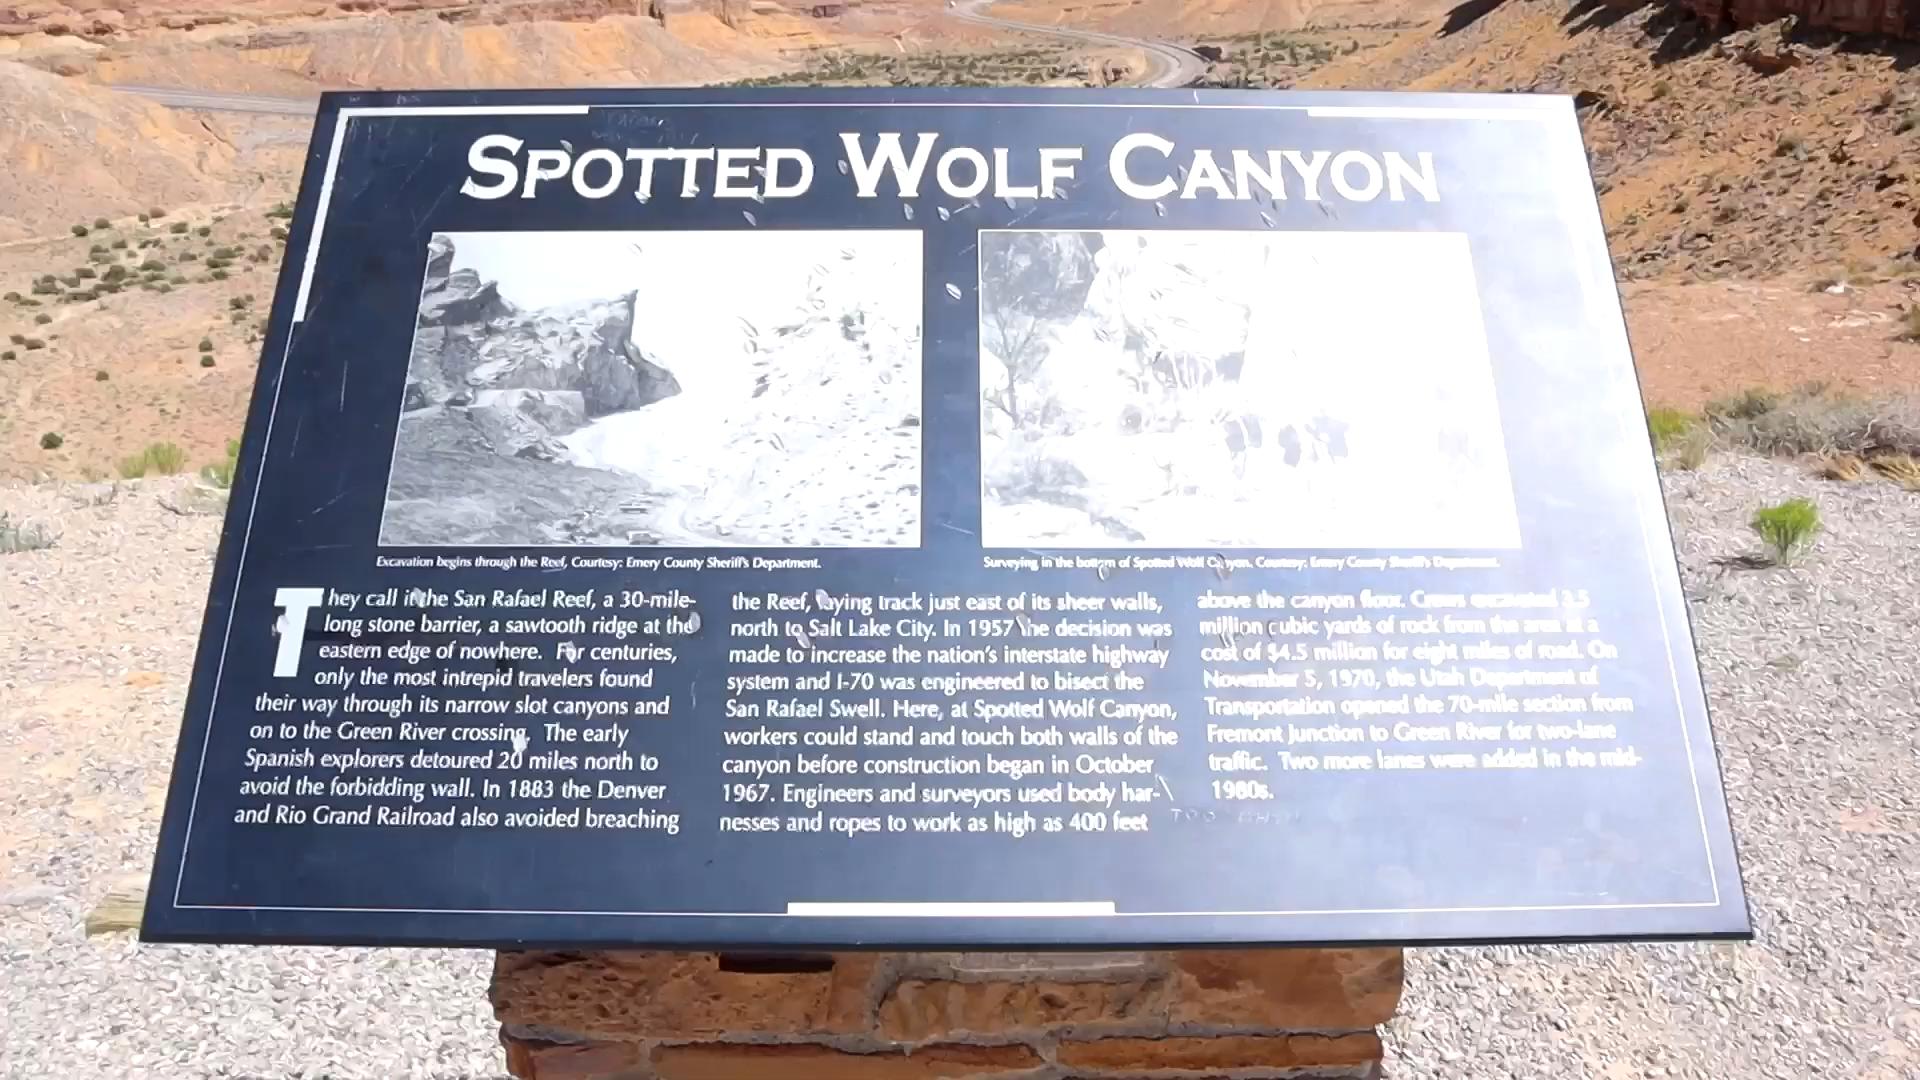 SPOTTED WOLF CANYON
Excavation begins through the Reef, Courtesy: Emery County Sheriff's Department.
Surveying in the bottom of Spotted Wolf Canyon. Courtesy: Emery County Sheriff's Department.
They call it the San Rafael Reef, a 30-mile-
long stone barrier, a sawtooth ridge at the
eastern edge of nowhere. For centuries,
only the most intrepid travelers found
their way through its narrow slot canyons and
on to the Green River crossing. The early
Spanish explorers detoured 20 miles north to
avoid the forbidding wall. In 1883 the Denver
and Rio Grand Railroad also avoided breaching
the Reef, laying track just east of its sheer walls,
north to Salt Lake City. In 1957 the decision was
made to increase the nation's interstate highway
system and I-70 was engineered to bisect the
San Rafael Swell. Here, at Spotted Wolf Canyon,
workers could stand and touch both walls of the
canyon before construction began in October
1967. Engineers and surveyors used body har-
nesses and ropes to work as high as 400 feet
above the canyon floor. Crews excavated 3.5
million cubic yards of rock from the area at a
cost of $4.5 million for eight miles of road. On
November 5, 1970, the Utah Department of
Transportation opened the 70-mile section from
Fremont Junction to Green River for two-lane
traffic. Two more lanes were added in the mid-
1980s.